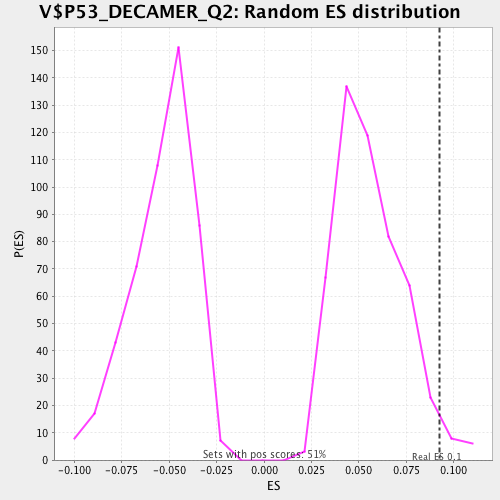 V$P53_DECAMER_Q2: Random ES distribution
P(ES)
150
140
130
120
110
100
90
80
70
60
50
40
30
20
10
0
Sets with pos scores: 51%
Real ES 0,1
-0.100 -0.075 -0.050 -0.025 0.000 0.025 0.050 0.075 0.100
ES